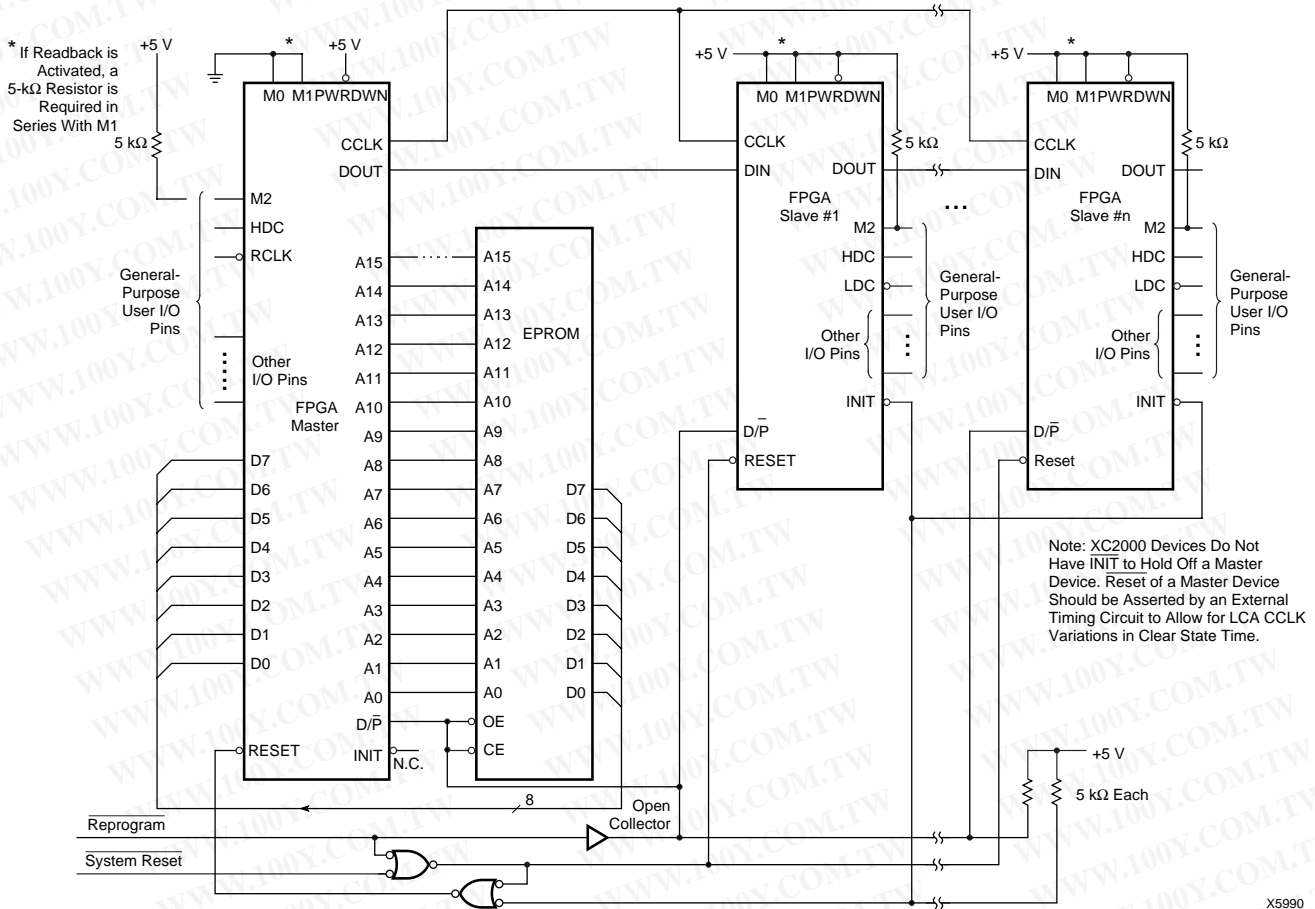 * If Readback is
Activated, a
5-kΩ Resistor is
Required in
Series With M1
+5 V
5 kΩ
*
+5 V
M0 M1 PWRDWN
CCLK
DOUT
M2
HDC
RCLK
General-
Purpose
User I/O
Pins
Other
I/O Pins
FPGA
Master
A15
A14
A13
A12
A11
A10
A9
A8
A7
A6
A5
A4
A3
A2
A1
A0
D/P̅
INIT
N.C.
D7
D6
D5
D4
D3
D2
D1
D0
RESET
A15
A14
A13
A12
A11
A10
A9
A8
A7
A6
A5
A4
A3
A2
A1
A0
OE
CE
EPROM
D7
D6
D5
D4
D3
D2
D1
D0
8
+5 V
*
M0 M1 PWRDWN
5 kΩ
CCLK
DIN
DOUT
FPGA
Slave #1
M2
HDC
LDC
Other
I/O Pins
General-
Purpose
User I/O
Pins
INIT
D/P̅
RESET
...
+5 V
*
M0 M1 PWRDWN
5 kΩ
CCLK
DIN
DOUT
FPGA
Slave #n
M2
HDC
LDC
Other
I/O Pins
General-
Purpose
User I/O
Pins
INIT
D/P̅
Reset
Note: XC2000 Devices Do Not
Have INIT to Hold Off a Master
Device. Reset of a Master Device
Should be Asserted by an External
Timing Circuit to Allow for LCA CCLK
Variations in Clear State Time.
+5 V
5 kΩ Each
Open
Collector
Reprogram
System Reset
X5990
WWW.100Y.COM.TW